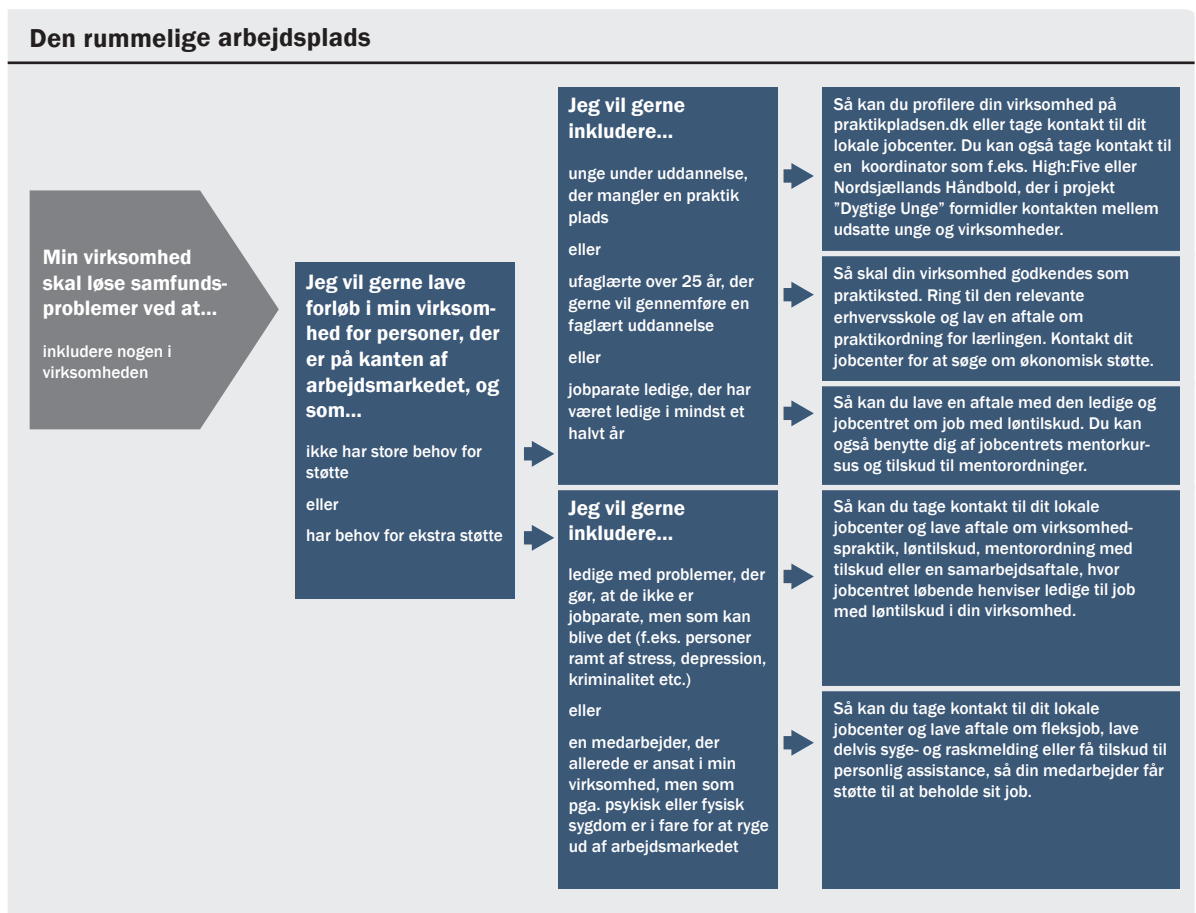 Den rummelige arbejdsplads
Min virksomhed
skal løse samfunds-
problemer ved at...
inkludere nogen i
virksomheden
Jeg vil gerne lave
forløb i min virksom-
hed for personer, der
er på kanten af
arbejdsmarkedet, og
som...
ikke har store behov for
støtte
eller
har behov for ekstra støtte
Jeg vil gerne
inkludere...
unge under uddannelse,
der mangler en praktik
plads
eller
ufaglærte over 25 år, der
gerne vil gennemføre en
faglært uddannelse
eller
jobparate ledige, der har
været ledige i mindst et
halvt år
Jeg vil gerne
inkludere...
ledige med problemer, der
gør, at de ikke er
jobparate, men som kan
blive det (f.eks. personer
ramt af stress, depression,
kriminalitet etc.)
eller
en medarbejder, der
allerede er ansat i min
virksomhed, men som
pga. psykisk eller fysisk
sygdom er i fare for at ryge
ud af arbejdsmarkedet
Så kan du profilere din virksomhed på
praktikpladsen.dk eller tage kontakt til dit
lokale jobcenter. Du kan også tage kontakt til
en koordinator som f.eks. High:Five eller
Nordsjællands Håndbold, der i projekt
"Dygtige Unge" formidler kontakten mellem
udsatte unge og virksomheder.
Så skal din virksomhed godkendes som
praktiksted. Ring til den relevante
erhvervsskole og lav en aftale om
praktikordning for lærlingen. Kontakt dit
jobcenter for at søge om økonomisk støtte.
Så kan du lave en aftale med den ledige og
jobcentret om job med løntilskud. Du kan
også benytte dig af jobcentrets mentorkur-
sus og tilskud til mentorordninger.
Så kan du tage kontakt til dit lokale
jobcenter og lave aftale om virksomhed-
spraktik, løntilskud, mentorordning med
tilskud eller en samarbejdsaftale, hvor
jobcentret løbende henviser ledige til job
med løntilskud i din virksomhed.
Så kan du tage kontakt til dit lokale
jobcenter og lave aftale om fleksjob, lave
delvis syge- og raskmelding eller få tilskud til
personlig assistance, så din medarbejder får
støtte til at beholde sit job.